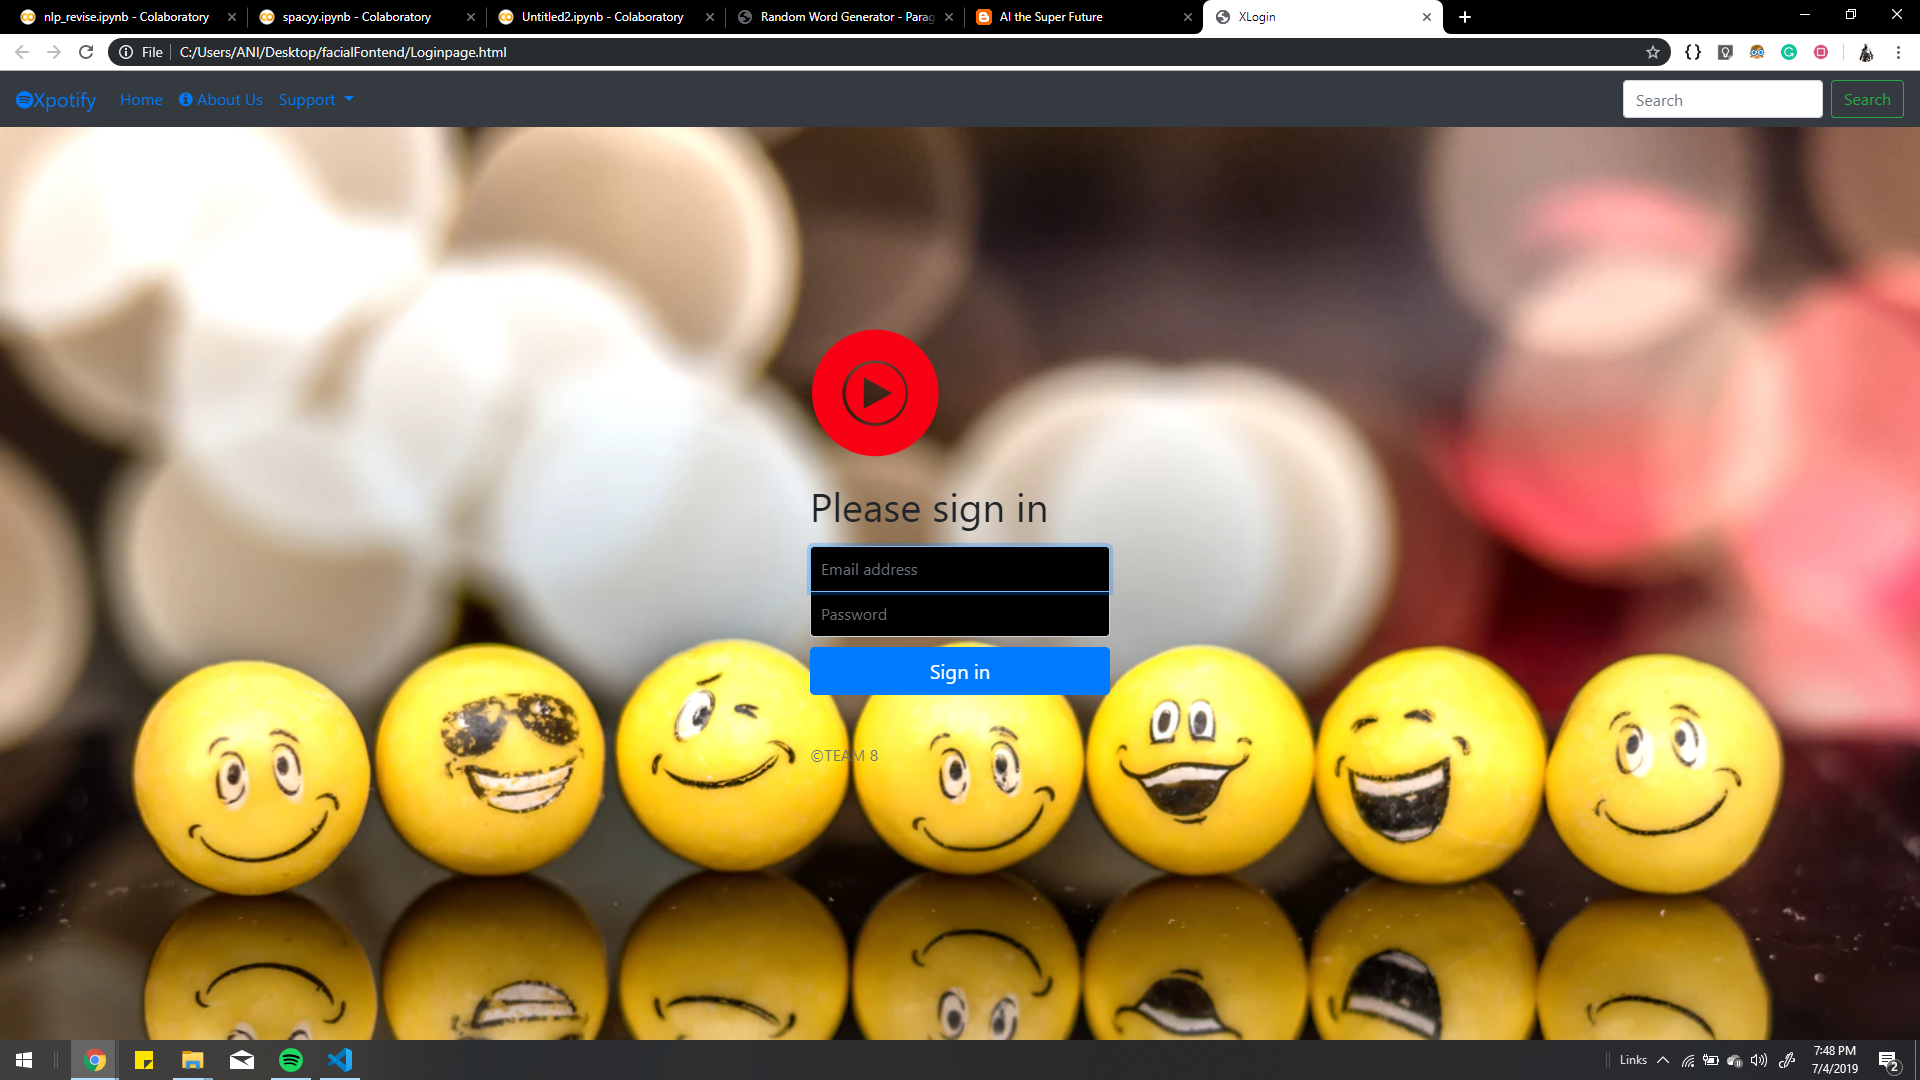 nlp_revise.ipynb - Colaboratory
spacyy.ipynb - Colaboratory
Untitled2.ipynb - Colaboratory
Random Word Generator - Parag
AI the Super Future
XLogin
File
C:/Users/ANI/Desktop/facialFontend/Loginpage.html
Xpotify
Home
About Us
Support
Search
Search
Please sign in
Email address
Password
Sign in
©TEAM 8
Links
7:48 PM
7/4/2019
2